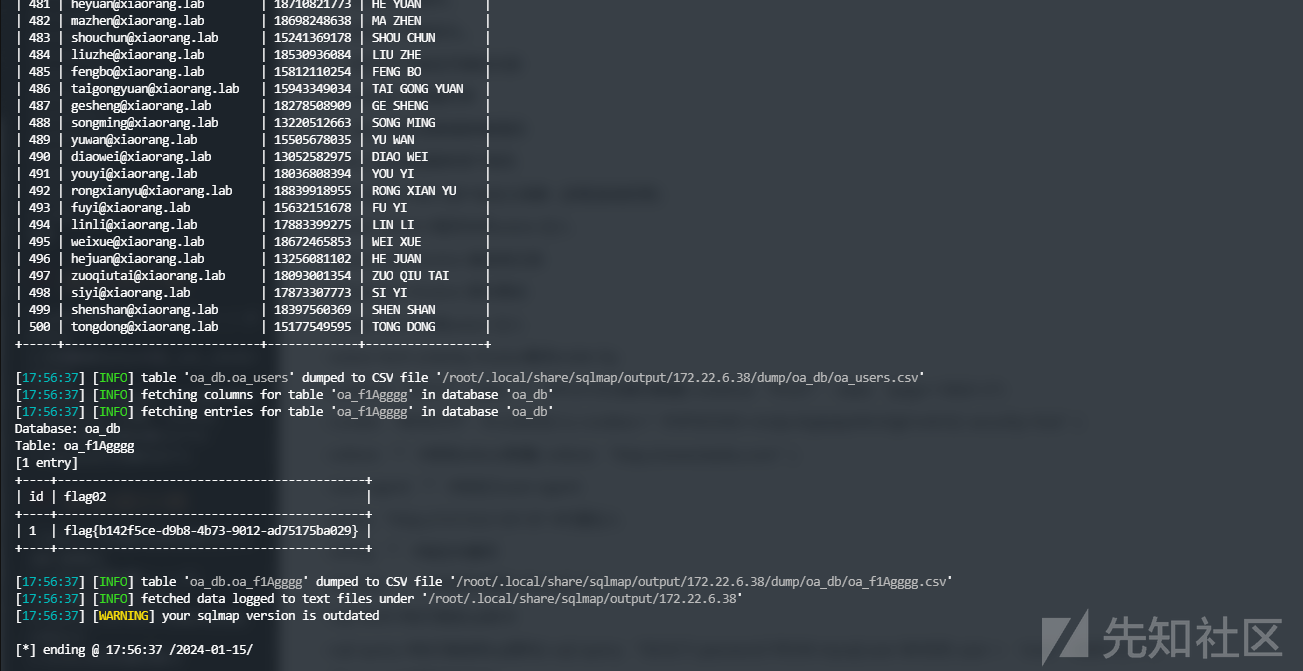 | 481 | heyuan@xiaorang.lab | 18710821773 | HE YUAN |
| 482 | mazhen@xiaorang.lab | 18698248638 | MA ZHEN |
| 483 | shouchun@xiaorang.lab | 15241369178 | SHOU CHUN |
| 484 | liuzhe@xiaorang.lab | 18530936084 | LIU ZHE |
| 485 | fengbo@xiaorang.lab | 15812110254 | FENG BO |
| 486 | taigongyuan@xiaorang.lab | 15943349034 | TAI GONG YUAN |
| 487 | gesheng@xiaorang.lab | 18278508909 | GE SHENG |
| 488 | songming@xiaorang.lab | 13220512663 | SONG MING |
| 489 | yuwan@xiaorang.lab | 15505678035 | YU WAN |
| 490 | diaowei@xiaorang.lab | 13052582975 | DIAO WEI |
| 491 | youyi@xiaorang.lab | 18036808394 | YOU YI |
| 492 | rongxianyu@xiaorang.lab | 18839918955 | RONG XIAN YU |
| 493 | fuyi@xiaorang.lab | 15632151678 | FU YI |
| 494 | linli@xiaorang.lab | 17883399275 | LIN LI |
| 495 | weixue@xiaorang.lab | 18672465853 | WEI XUE |
| 496 | hejuan@xiaorang.lab | 13256081102 | HE JUAN |
| 497 | zuoqiutai@xiaorang.lab | 18093001354 | ZUO QIU TAI |
| 498 | siyi@xiaorang.lab | 17873307773 | SI YI |
| 499 | shenshan@xiaorang.lab | 18397560369 | SHEN SHAN |
| 500 | tongdong@xiaorang.lab | 15177549595 | TONG DONG |
+-----+--------------------------+-------------+----------------+
[17:56:37] [INFO] table 'oa_db.oa_users' dumped to CSV file '/root/.local/share/sqlmap/output/172.22.6.38/dump/oa_db/oa_users.csv'
[17:56:37] [INFO] fetching columns for table 'oa_f1Agggg' in database 'oa_db'
[17:56:37] [INFO] fetching entries for table 'oa_f1Agggg' in database 'oa_db'
Database: oa_db
Table: oa_f1Agggg
[1 entry]
+----+--------------------------------------------+
| id | flag02 |
+----+--------------------------------------------+
| 1 | flag{b142f5ce-d9b8-4b73-9012-ad75175ba029} |
+----+--------------------------------------------+
[17:56:37] [INFO] table 'oa_db.oa_f1Agggg' dumped to CSV file '/root/.local/share/sqlmap/output/172.22.6.38/dump/oa_db/oa_f1Agggg.csv'
[17:56:37] [INFO] fetched data logged to text files under '/root/.local/share/sqlmap/output/172.22.6.38'
[17:56:37] [WARNING] your sqlmap version is outdated
[*] ending @ 17:56:37 /2024-01-15/
先知社区